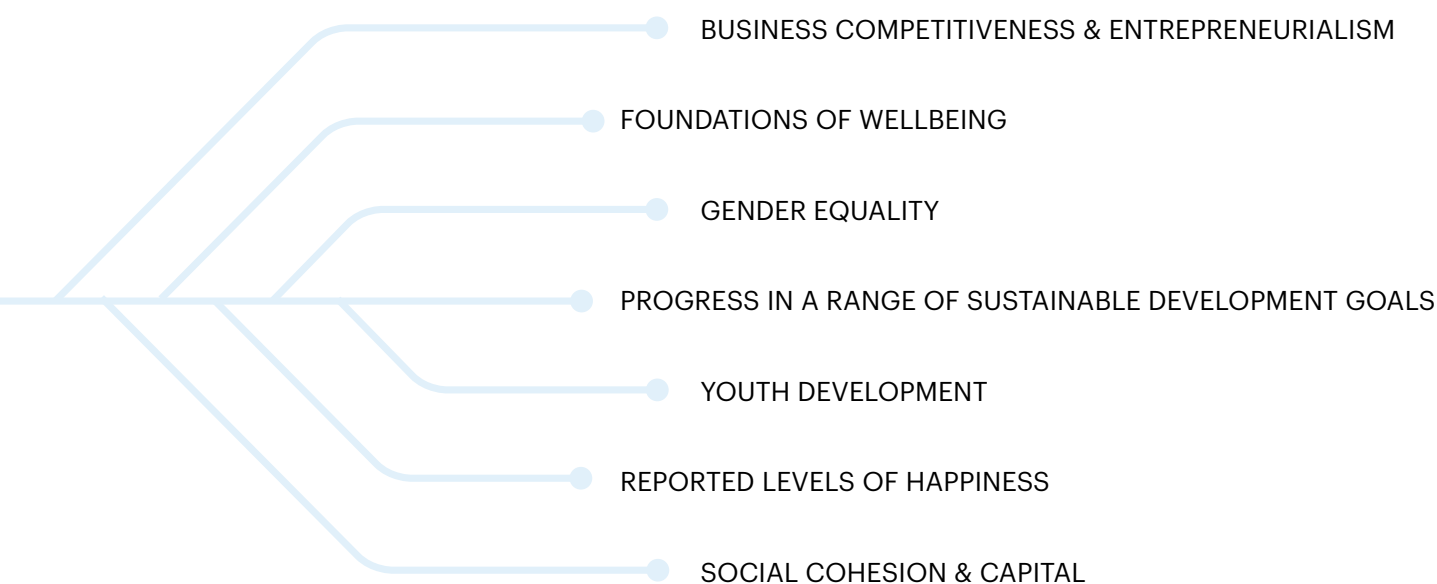 BUSINESS COMPETITIVENESS & ENTREPRENEURIALISM
FOUNDATIONS OF WELLBEING
GENDER EQUALITY
PROGRESS IN A RANGE OF SUSTAINABLE DEVELOPMENT GOALS
YOUTH DEVELOPMENT
REPORTED LEVELS OF HAPPINESS
SOCIAL COHESION & CAPITAL